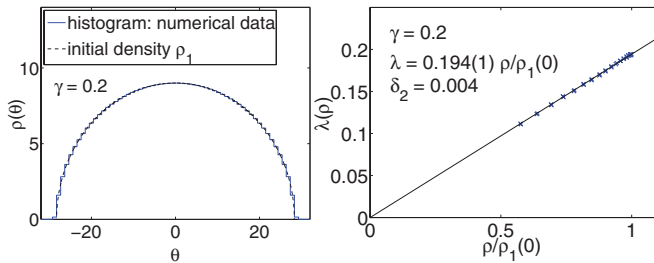 histogram: numerical data
initial density ρ₁
γ = 0.2
ρ(θ)
10
5
0
−20 0 20
θ
γ = 0.2
λ = 0.194(1) ρ/ρ₁(0)
δ₂ = 0.004
λ(ρ)
0.2
0.15
0.1
0.05
0
0 0.5 1
ρ/ρ₁(0)